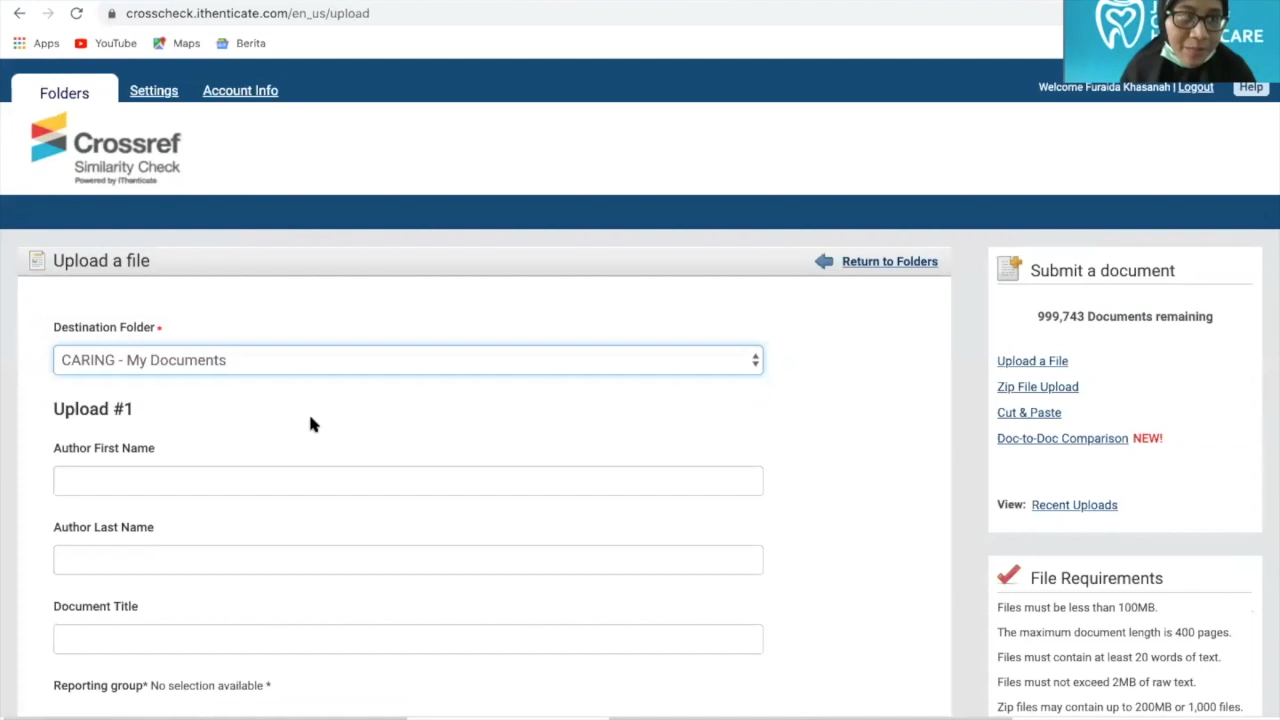 crosscheck.ithenticate.com/en_us/upload
Apps YouTube Maps Berita
CARE
Folders Settings Account Info
Welcome Furaida Khasanah | Logout Help
Crossref
Similarity Check
Powered by iThenticate
Upload a file
Return to Folders
Destination Folder*
CARING - My Documents
Upload #1
Author First Name
Author Last Name
Document Title
Reporting group* No selection available *
Submit a document
999,743 Documents remaining
Upload a File
Zip File Upload
Cut & Paste
Doc-to-Doc Comparison NEW!
View: Recent Uploads
File Requirements
Files must be less than 100MB.
The maximum document length is 400 pages.
Files must contain at least 20 words of text.
Files must not exceed 2MB of raw text.
Zip files may contain up to 200MB or 1,000 files.